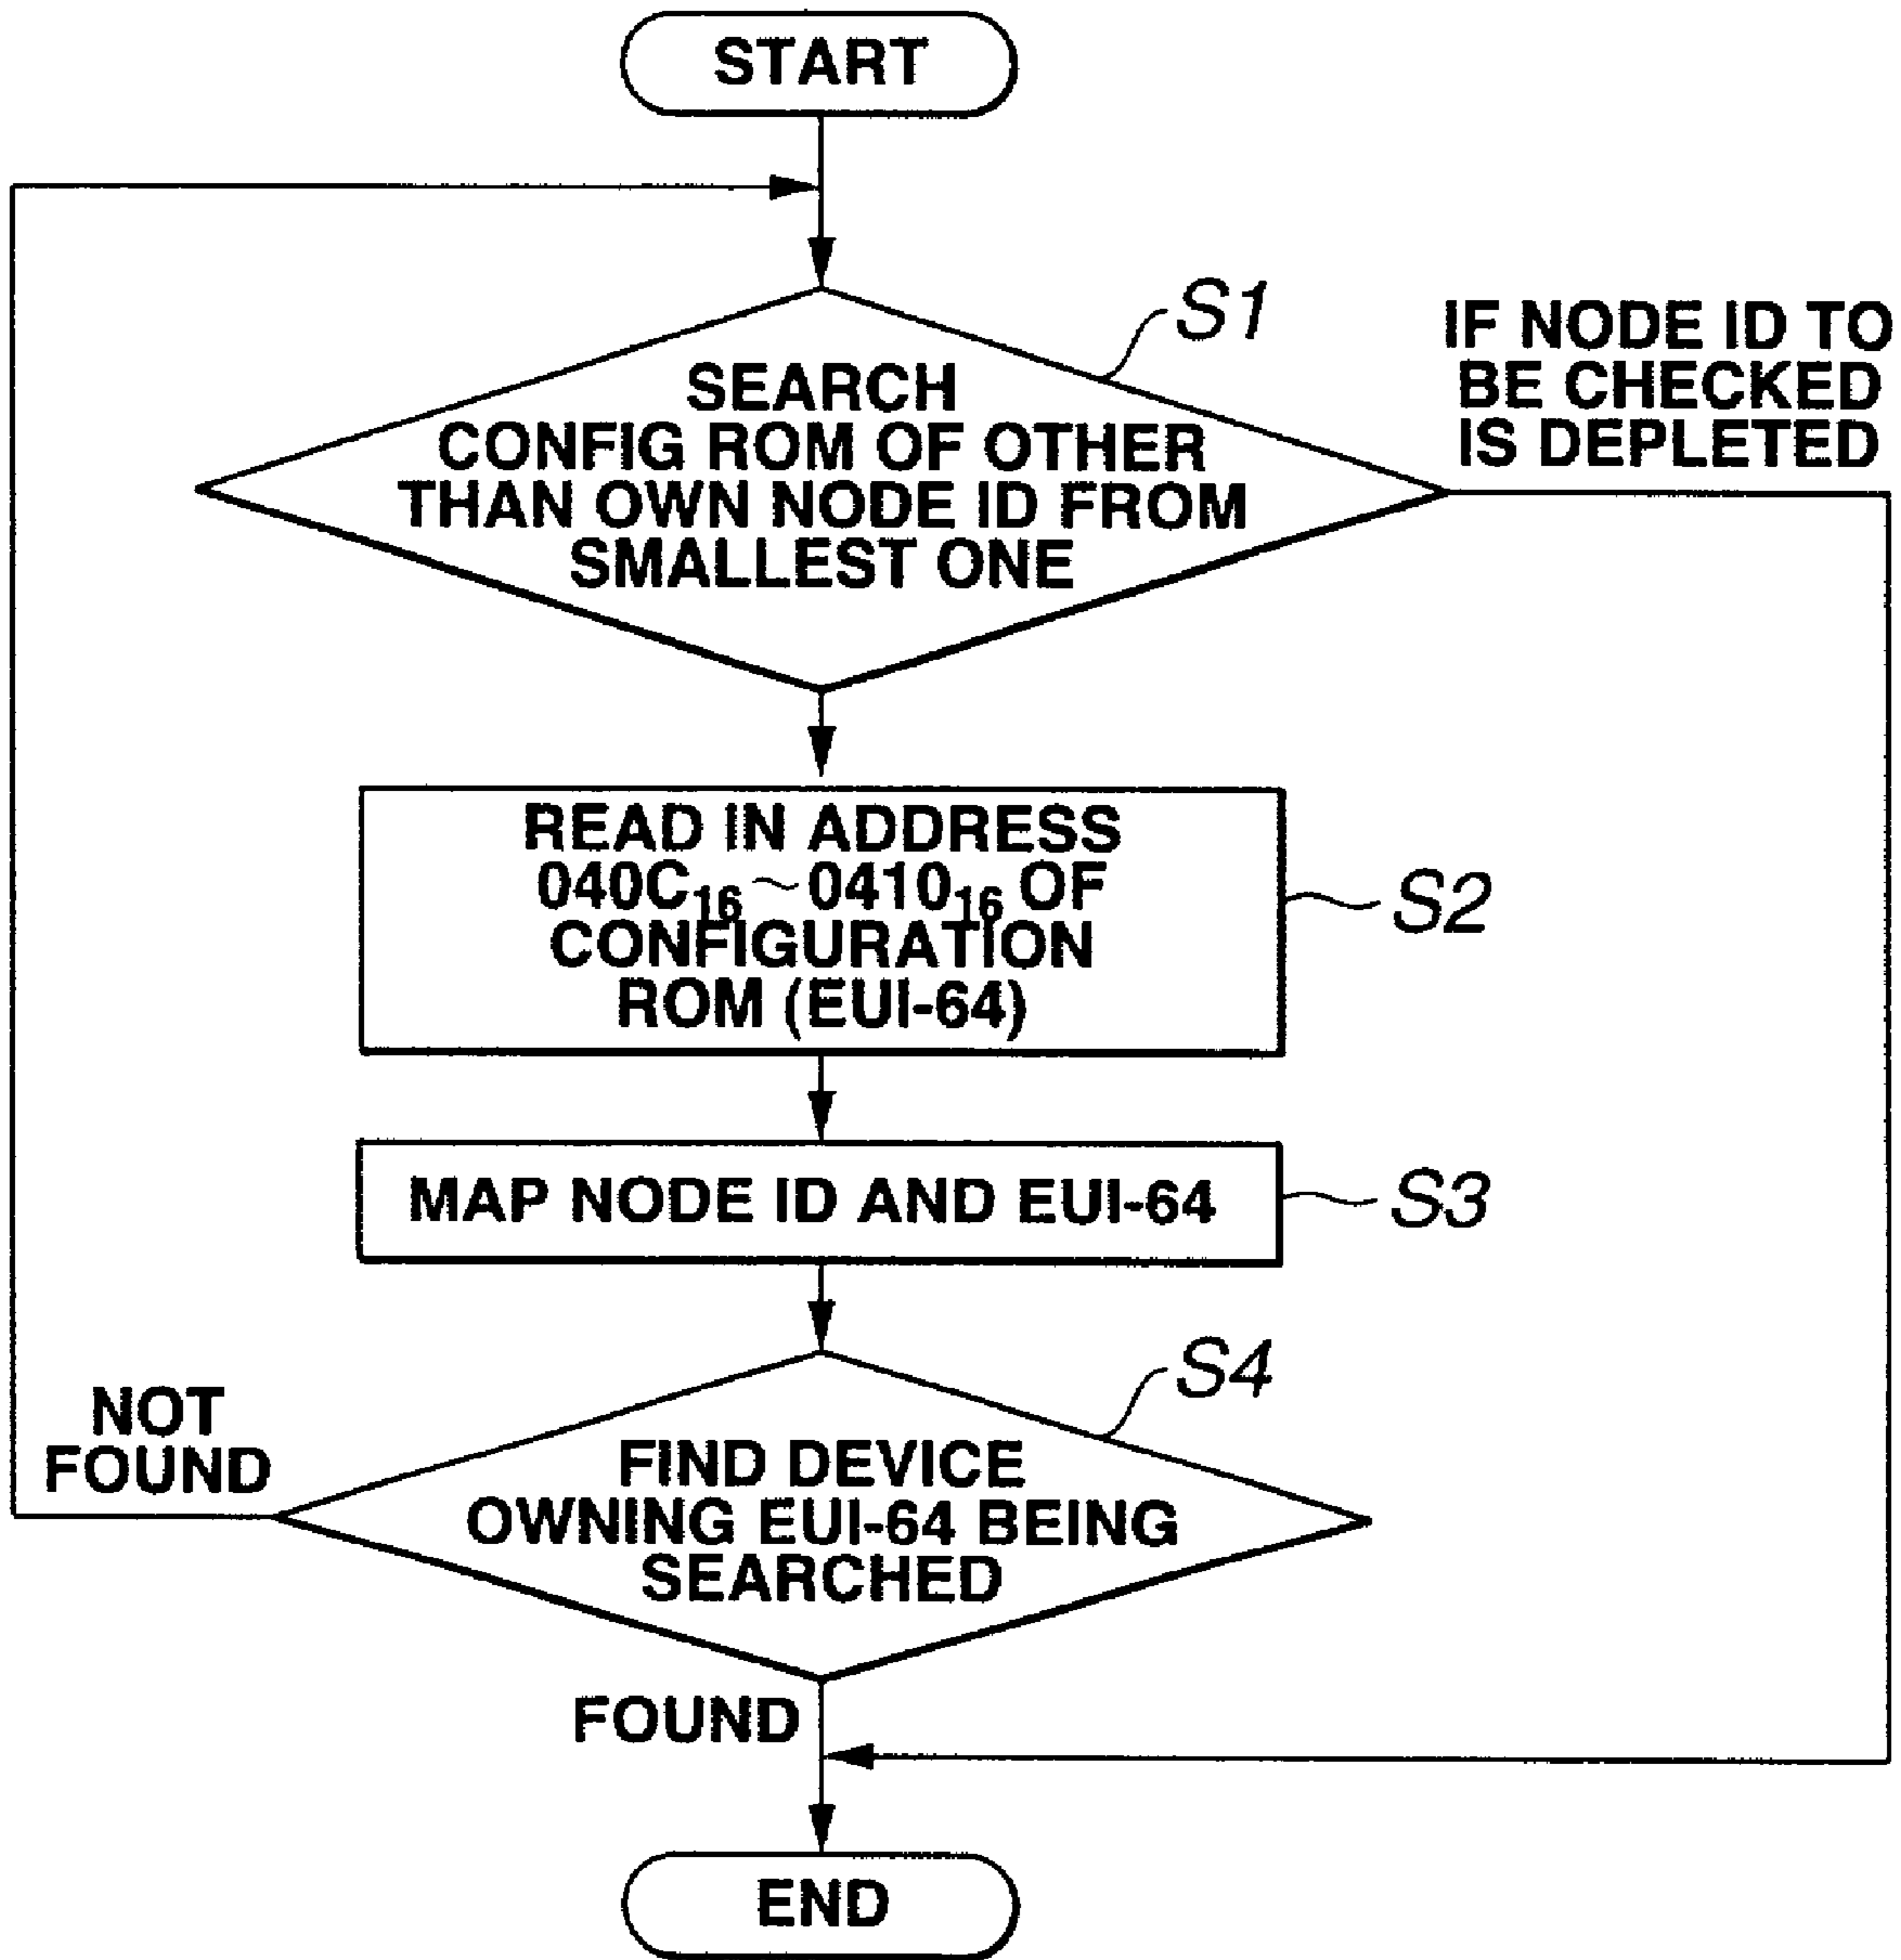 START
S1
IF NODE ID TO
BE CHECKED
IS DEPLETED
SEARCH
CONFIG ROM OF OTHER
THAN OWN NODE ID FROM
SMALLEST ONE
READ IN ADDRESS
040C₁₆ ~ 0410₁₆ OF
CONFIGURATION
ROM (EUI-64)
S2
MAP NODE ID AND EUI-64
S3
S4
NOT
FOUND
FIND DEVICE
OWNING EUI-64 BEING
SEARCHED
FOUND
END